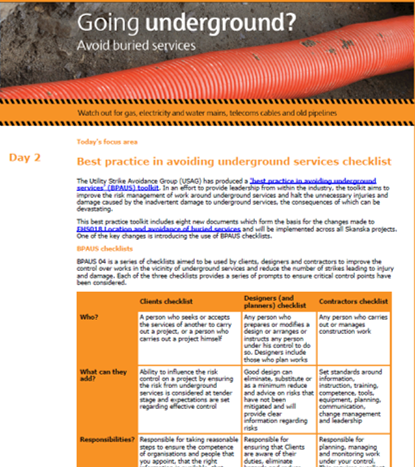 Going underground?
Avoid buried services
Watch out for gas, electricity and water mains, telecoms cables and old pipelines
Today's focus area
Day 2
Best practice in avoiding underground services checklist
The Utility Strike Avoidance Group (USAG) has produced a 'best practice in avoiding underground
services' (BPAUS) toolkit. In an effort to provide leadership from within the industry, the toolkit aims to
improve the risk management of work around underground services and halt the unnecessary injuries and
damage caused by the inadvertent damage to underground services, the consequences of which can be
devastating.
This best practice toolkit includes eight new documents which form the basis for the changes made to
EHS018 Location and avoidance of buried services and will be implemented across all Skanska projects.
One of the key changes is introducing the use of BPAUS checklists.
BPAUS checklists
BPAUS 04 is a series of checklists aimed to be used by clients, designers and contractors to improve the
control over works in the vicinity of underground services and reduce the number of strikes leading to injury
and damage. Each of the three checklists provides a series of prompts to ensure critical control points have
been considered.
Clients checklist
Designers (and
planners) checklist
Contractors checklist
Who?
A person who seeks or accepts
the services of another to carry
out a project, or a person who
carries out a project himself
Any person who
prepares or modifies a
design or arranges or
instructs any person
under his control to do
so. Designers include
those who plan works
Any person who carries
out or manages
construction work
What can they
add?
Ability to influence the risk
control on a project by ensuring
the risk from underground
services is considered at tender
stage and expectations are set
regarding effective control
Good design can
eliminate, substitute or
as a minimum reduce
and advice on risks that
have not been
mitigated and will
provide clear
information regarding
risks
Set standards around
information,
instruction, training,
competence, tools,
equipment, planning,
communication,
change management
and leadership
Responsibilities?
Responsible for taking reasonable
steps to ensure the competence
of organisations and people that
you appoint, that the right
Responsible for
ensuring that Clients
are aware of their
duties, eliminate
Responsible for
planning, managing
and monitoring work
under your control.